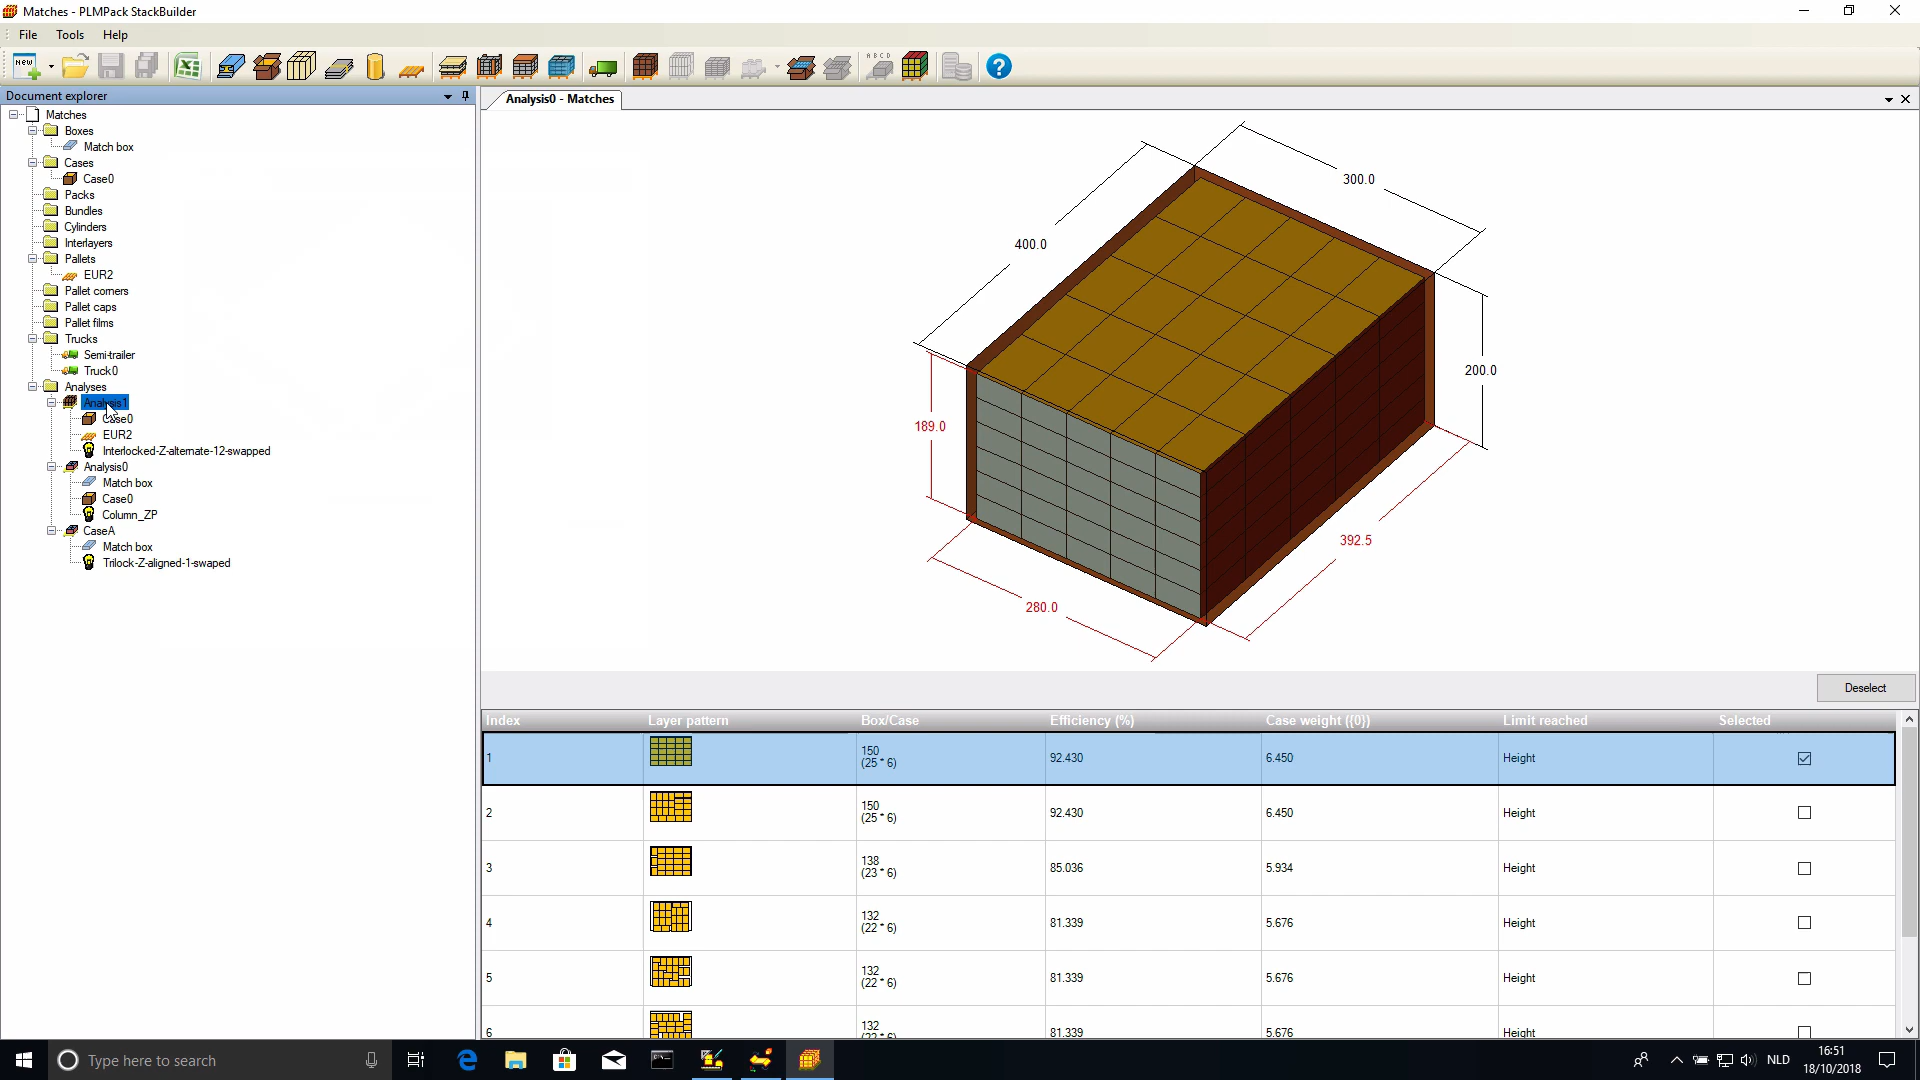 Matches - PLMPack StackBuilder
File Tools Help
NEW
A B C D
Document explorer
Matches
Boxes
Match box
Cases
Case0
Packs
Bundles
Cylinders
Interlayers
Pallets
EUR2
Pallet corners
Pallet caps
Pallet films
Trucks
Semi-trailer
Truck0
Analyses
Analysis1
Case0
EUR2
Interlocked-Z-alternate-12-swapped
Analysis0
Match box
Case0
Column_ZP
CaseA
Match box
Trilock-Z-aligned-1-swaped
Analysis0 - Matches
300.0
400.0
200.0
189.0
392.5
280.0
Deselect
Index Layer pattern Box/Case Efficiency (%) Case weight ({0}) Limit reached Selected
1 150 (25 * 6) 92.430 6.450 Height
2 150 (25 * 6) 92.430 6.450 Height
3 138 (23 * 6) 85.036 5.934 Height
4 132 (22 * 6) 81.339 5.676 Height
5 132 (22 * 6) 81.339 5.676 Height
6 132 (22 * 6) 81.339 5.676 Height
Type here to search
NLD
16:51
18/10/2018